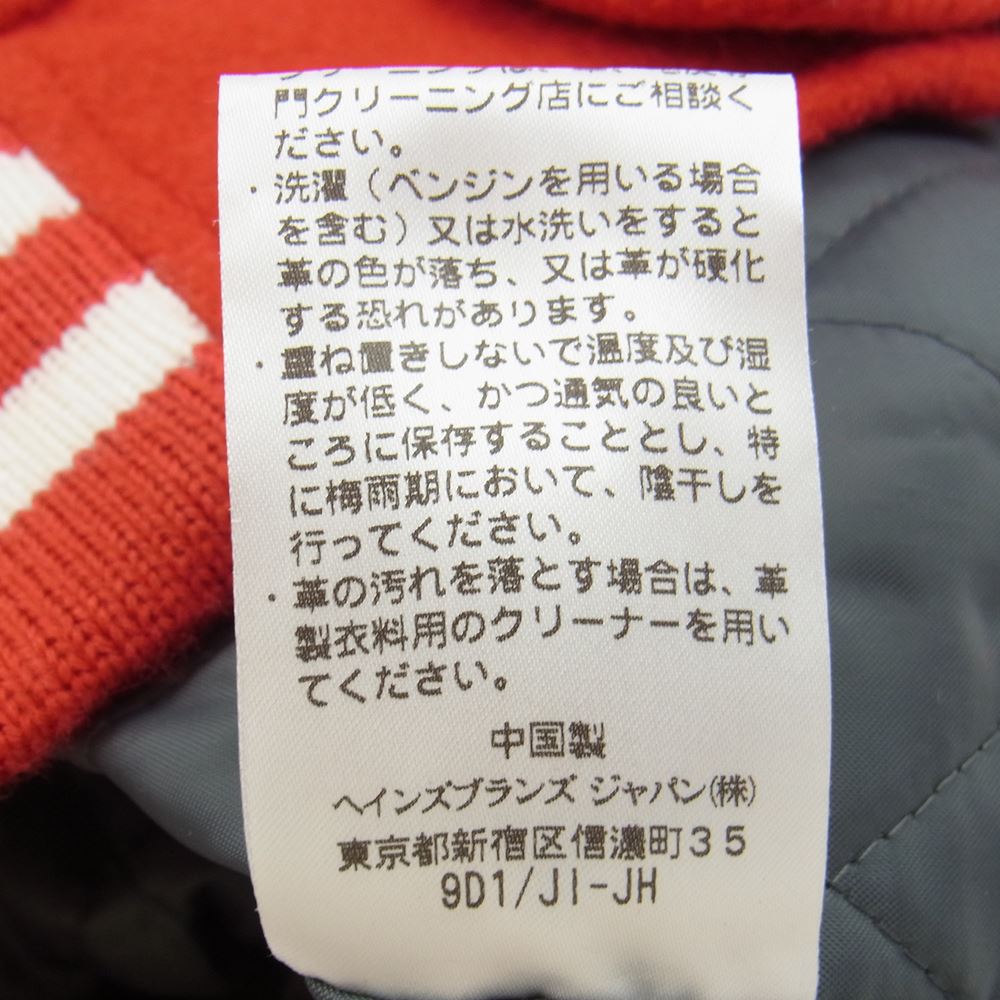 門クリーニング店にご相談く
ださい。
・洗濯（ベンジンを用いる場合
を含む）又は水洗いをすると
革の色が落ち、又は革が硬化
する恐れがあります。
・重ね置きしないで温度及び湿
度が低く、かつ通気の良いと
ころに保存することとし、特
に梅雨期において、陰干しを
行ってください。
・革の汚れを落とす場合は、革
製衣料用のクリーナーを用い
てください。
中国製
ヘインズブランズ ジャパン(株)
東京都新宿区信濃町３５
9D1/JI-JH